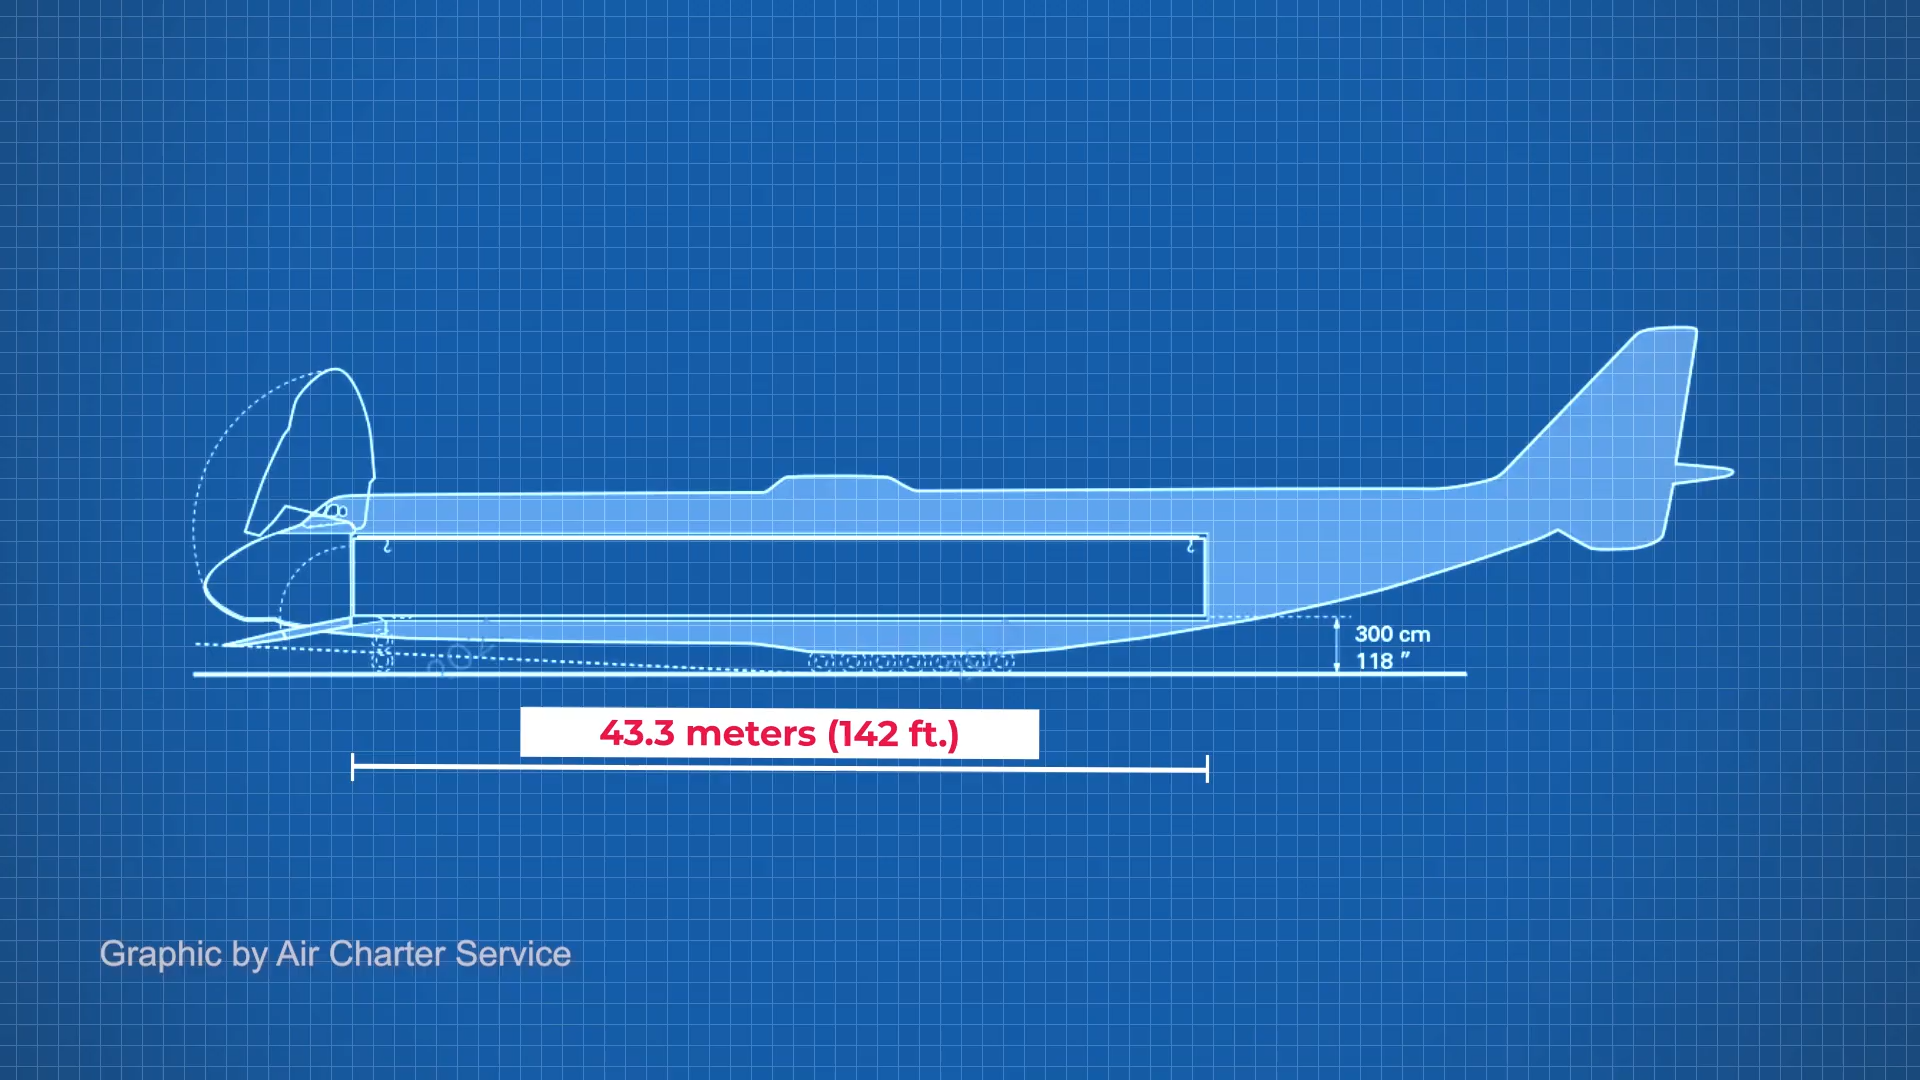 300 cm
118 ″
43.3 meters (142 ft.)
Graphic by Air Charter Service